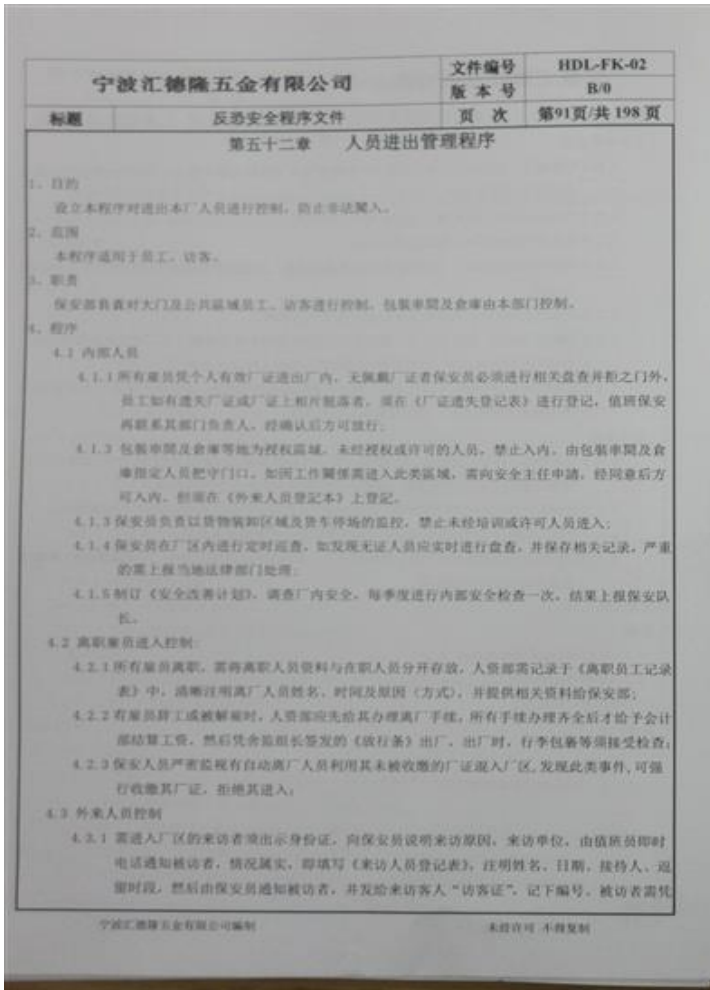 宁波汇德隆五金有限公司
文件编号
HDL-FK-02
版 本 号
B/0
标题
反恐安全程序文件
页 次
第91页/共 198 页
第五十二章 人员进出管理程序
1、目的
设立本程序对进出本厂人员进行控制，防止非法闖入。
2、范围
本程序适用于员工、访客。
3、职责
保安部负责对大门及公共區域员工、访客进行控制。包裝車間及倉庫由本部门控制。
4、程序
4.1 内部人员
4.1.1所有雇员凭个人有效厂证进出厂内，无佩戴厂证者保安员必须进行相关盘查并拒之门外，
员工如有遗失厂证或厂证上相片脱落者，须在《厂证遗失登记表》进行登记，值班保安
再联系其部门负责人，经确认后方可放行;
4.1.3 包裝車間及倉庫等地为授权區域，未经授权或许可的人员，禁止入内，由包裝車間及倉
庫指定人员把守门口。如因工作關係需进入此类區域，需向安全主任申請，经同意后方
可入内。但须在《外来人员登記本》上登記。
4.1.3保安员负责以货物装卸区域及货车停场的监控，禁止未经培训或许可人员进入;
4.1.4保安员在厂区内进行定时巡查，如发现无证人员应实时进行盘查，并保存相关记录，严重
的需上报当地法律部门处理;
4.1.5制订《安全改善计划》，调查厂内安全，每季度进行内部安全检查一次，结果上报保安队
长。
4.2 离职雇员进入控制:
4.2.1所有雇员离职，需将离职人员资料与在职人员分开存放，人资部需记录于《离职员工记录
表》中，清晰注明离厂人员姓名、时间及原因（方式），并提供相关资料给保安部;
4.2.2有雇员辞工或被解雇时，人资部应先给其办理离厂手续，所有手续办理齐全后才给予会计
部结算工资，然后凭舍监组长签发的《放行条》出厂，出厂时，行李包裹等须接受检查;
4.2.3保安人员严密监视有自动离厂人员利用其未被收缴的厂证混入厂区,发现此类事件,可强
行收缴其厂证，拒绝其进入;
4.3 外来人员控制
4.3.1 需进入厂区的来访者须出示身份证，向保安员说明来访原因，来访单位，由值班员即时
电话通知被访者，情况属实，即填写《来访人员登记表》，注明姓名、日期、接待人、逗
留时段，然后由保安员通知被访者，并发给来访客人“访客证”，记下编号，被访者需凭
宁波汇德隆五金有限公司编制
未经许可 不得复制